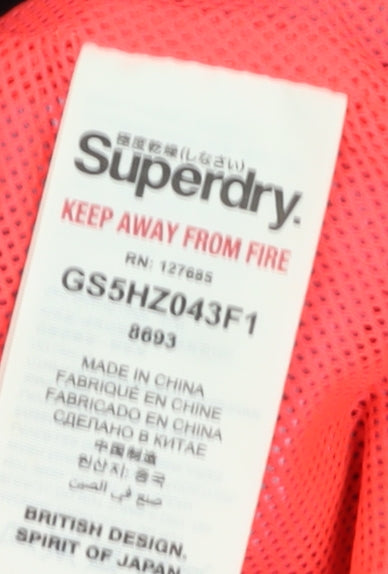 極度乾燥(しなさい)
Superdry.
KEEP AWAY FROM FIRE
RN: 127685
GS5HZ043F1
8693
MADE IN CHINA
FABRIQUÉ EN CHINE
FABRICADO EN CHINA
СДЕЛАНО В КИТАЕ
中国制造
원산지: 중국
صنع في الصين
BRITISH DESIGN,
SPIRIT OF JAPAN